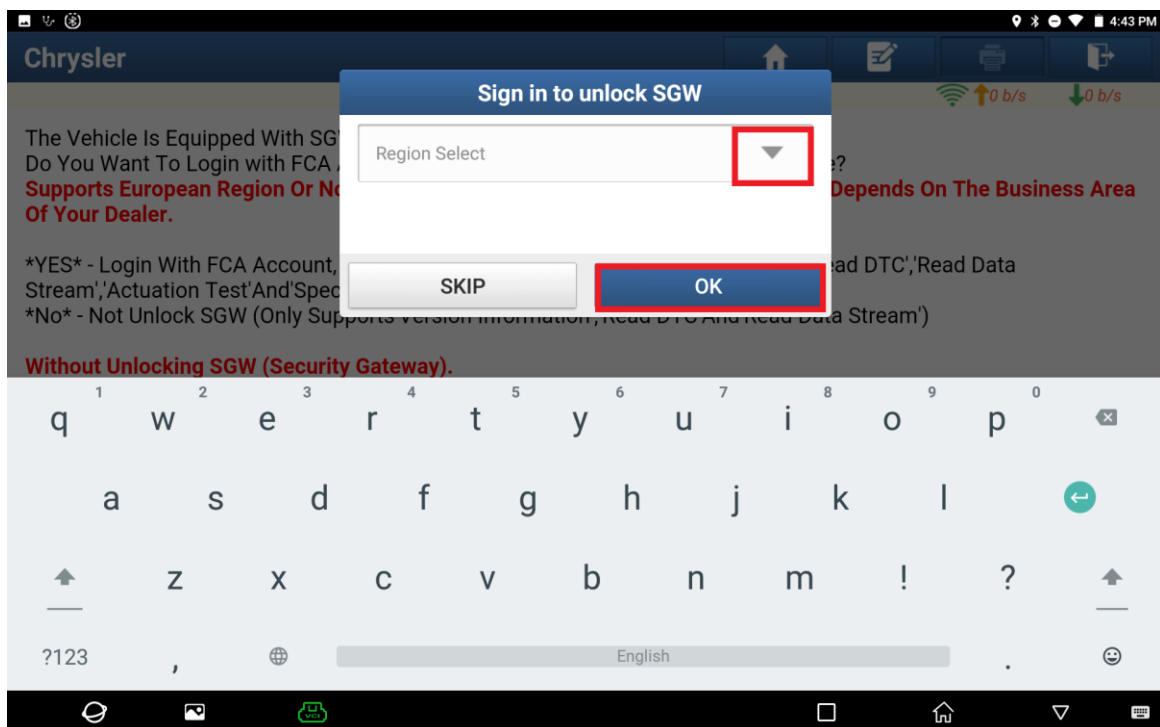 4:43 PM
Chrysler
0 b/s 0 b/s
Sign in to unlock SGW
Region Select
SKIP OK
The Vehicle Is Equipped With SG
Do You Want To Login with FCA ?
Supports European Region Or Depends On The Business Area
Of Your Dealer.
*YES* - Login With FCA Account, 'Read Data
Stream','Actuation Test'And'Spec
*No* - Not Unlock SGW (Only Supports Version Information','Read DTC'And'Read Data Stream')
Without Unlocking SGW (Security Gateway).
1 2 3 4 5 6 7 8 9 0
q w e r t y u i o p
a s d f g h j k l
z x c v b n m ! ?
?123 , English .
VCI